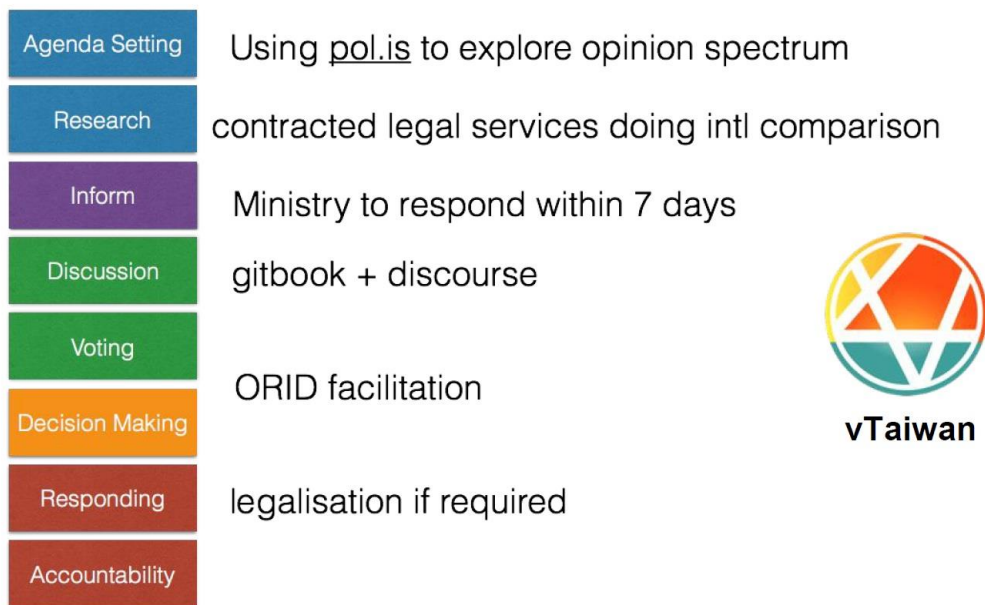 Agenda Setting
Using pol.is to explore opinion spectrum
Research
contracted legal services doing intl comparison
Inform
Ministry to respond within 7 days
Discussion
gitbook + discourse
Voting
ORID facilitation
Decision Making
vTaiwan
Responding
legalisation if required
Accountability